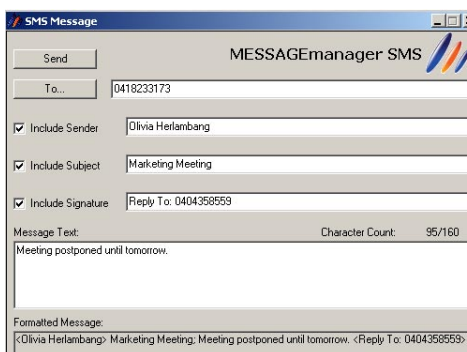 SMS Message
Send
MESSAGEmanager SMS
To...
0418233173
Include Sender
Olivia Herlambang
Include Subject
Marketing Meeting
Include Signature
Reply To: 0404358559
Message Text:
Character Count: 95/160
Meeting postponed until tomorrow.
Formatted Message:
<Olivia Herlambang> Marketing Meeting; Meeting postponed until tomorrow. <Reply To: 0404358559>